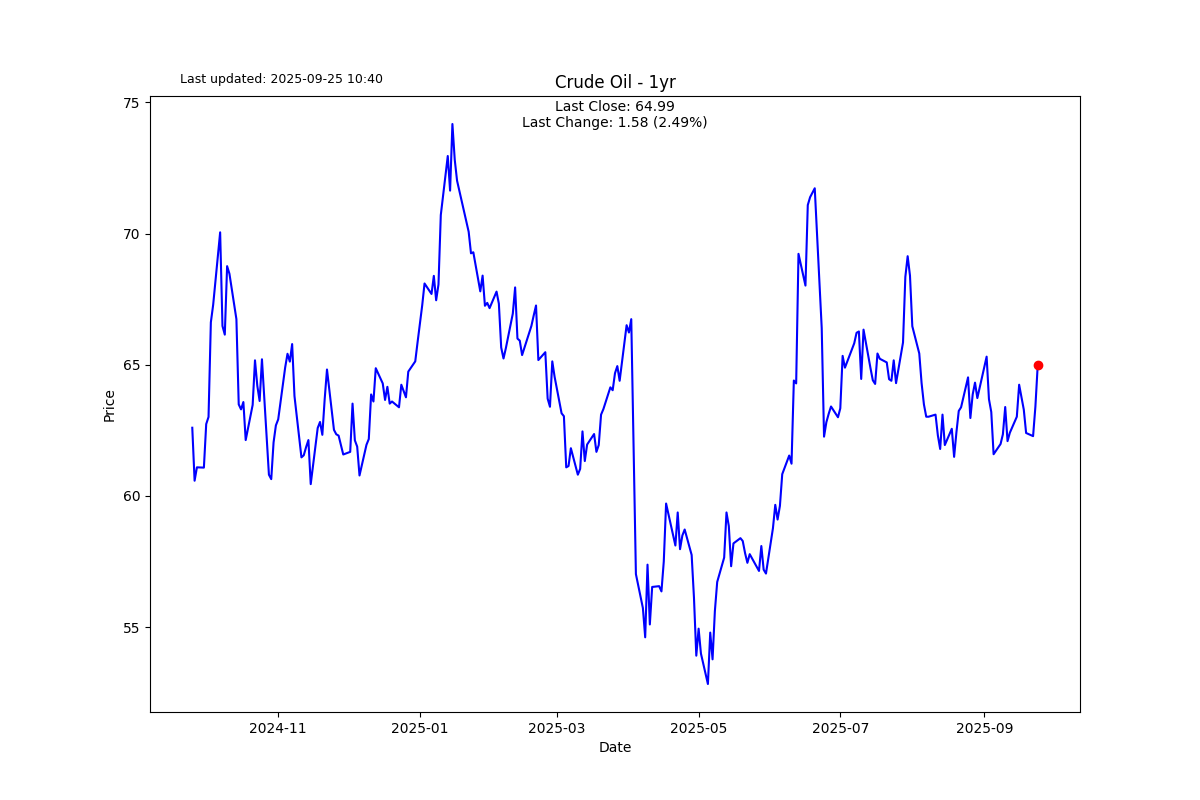 Last updated: 2025-09-25 10:40
Crude Oil - 1yr
Last Close: 64.99
Last Change: 1.58 (2.49%)
75
70
65
60
55
Price
2024-11
2025-01
2025-03
2025-05
2025-07
2025-09
Date